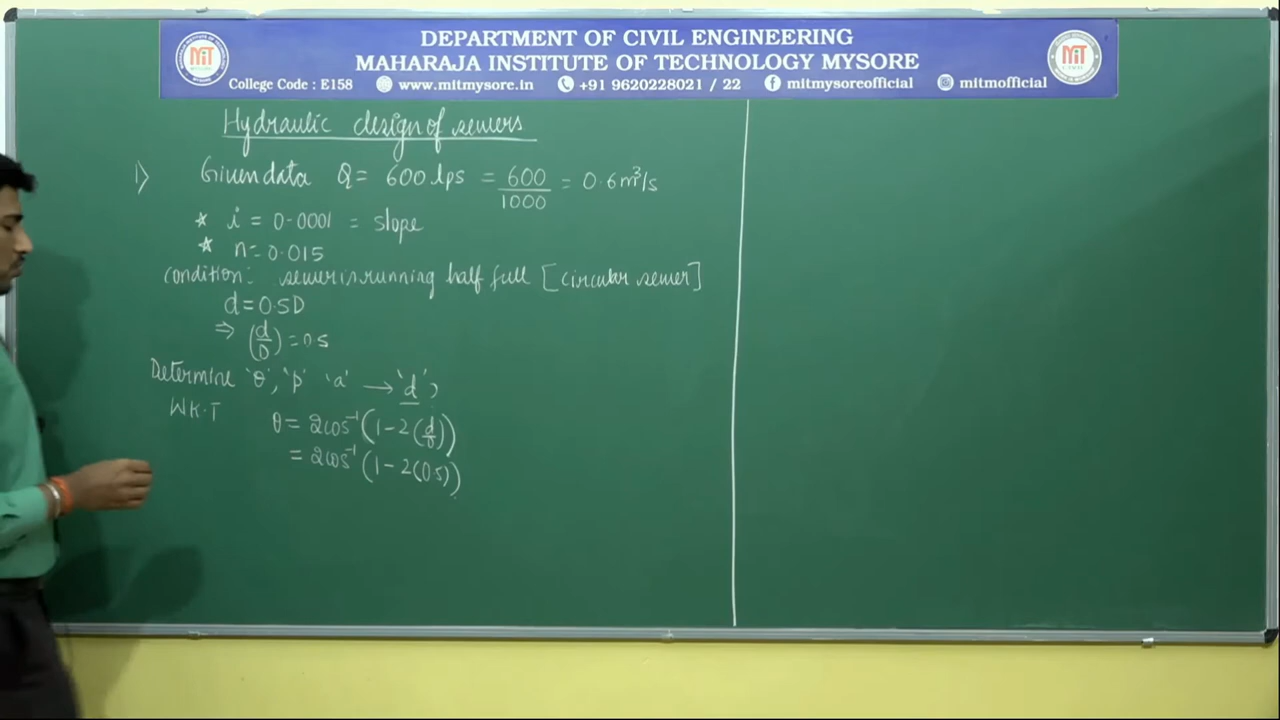 DEPARTMENT OF CIVIL ENGINEERING
MAHARAJA INSTITUTE OF TECHNOLOGY MYSORE
College Code : E158 www.mitmysore.in +91 9620228021 / 22 mitmysoreofficial mitmofficial
MIT
MIT
Hydraulic design of sewers
1) Given data Q = 600 lps = 600/1000 = 0.6 m³/s
* i = 0.0001 = slope
* n = 0.015
condition: sewer is running half full [circular sewer]
d = 0.5D
⇒ (d/D) = 0.5
Determine 'θ', 'p' 'a' → 'd',
WK.T θ = 2cos⁻¹(1 - 2(d/D))
= 2cos⁻¹(1 - 2(0.5))